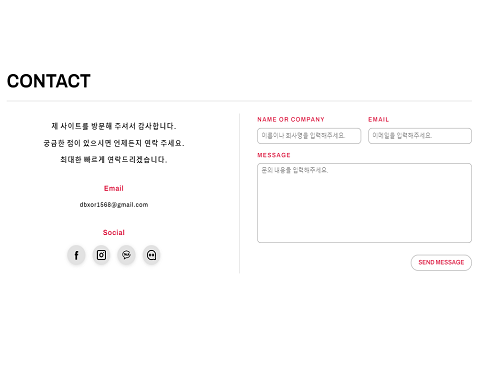 CONTACT
제 사이트를 방문해 주셔서 감사합니다.
궁금한 점이 있으시면 언제든지 연락 주세요.
최대한 빠르게 연락드리겠습니다.
Email
dbxor1568@gmail.com
Social
NAME OR COMPANY
이름이나 회사명을 입력해주세요.
EMAIL
이메일을 입력해주세요.
MESSAGE
문의 내용을 입력해주세요.
SEND MESSAGE